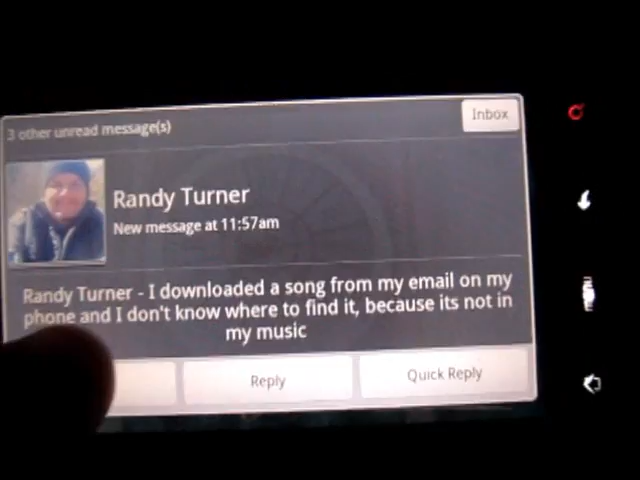 3 other unread message(s)
Inbox
Randy Turner
New message at 11:57am
Randy Turner - I downloaded a song from my email on my
phone and I don't know where to find it, because its not in
my music
Reply
Quick Reply